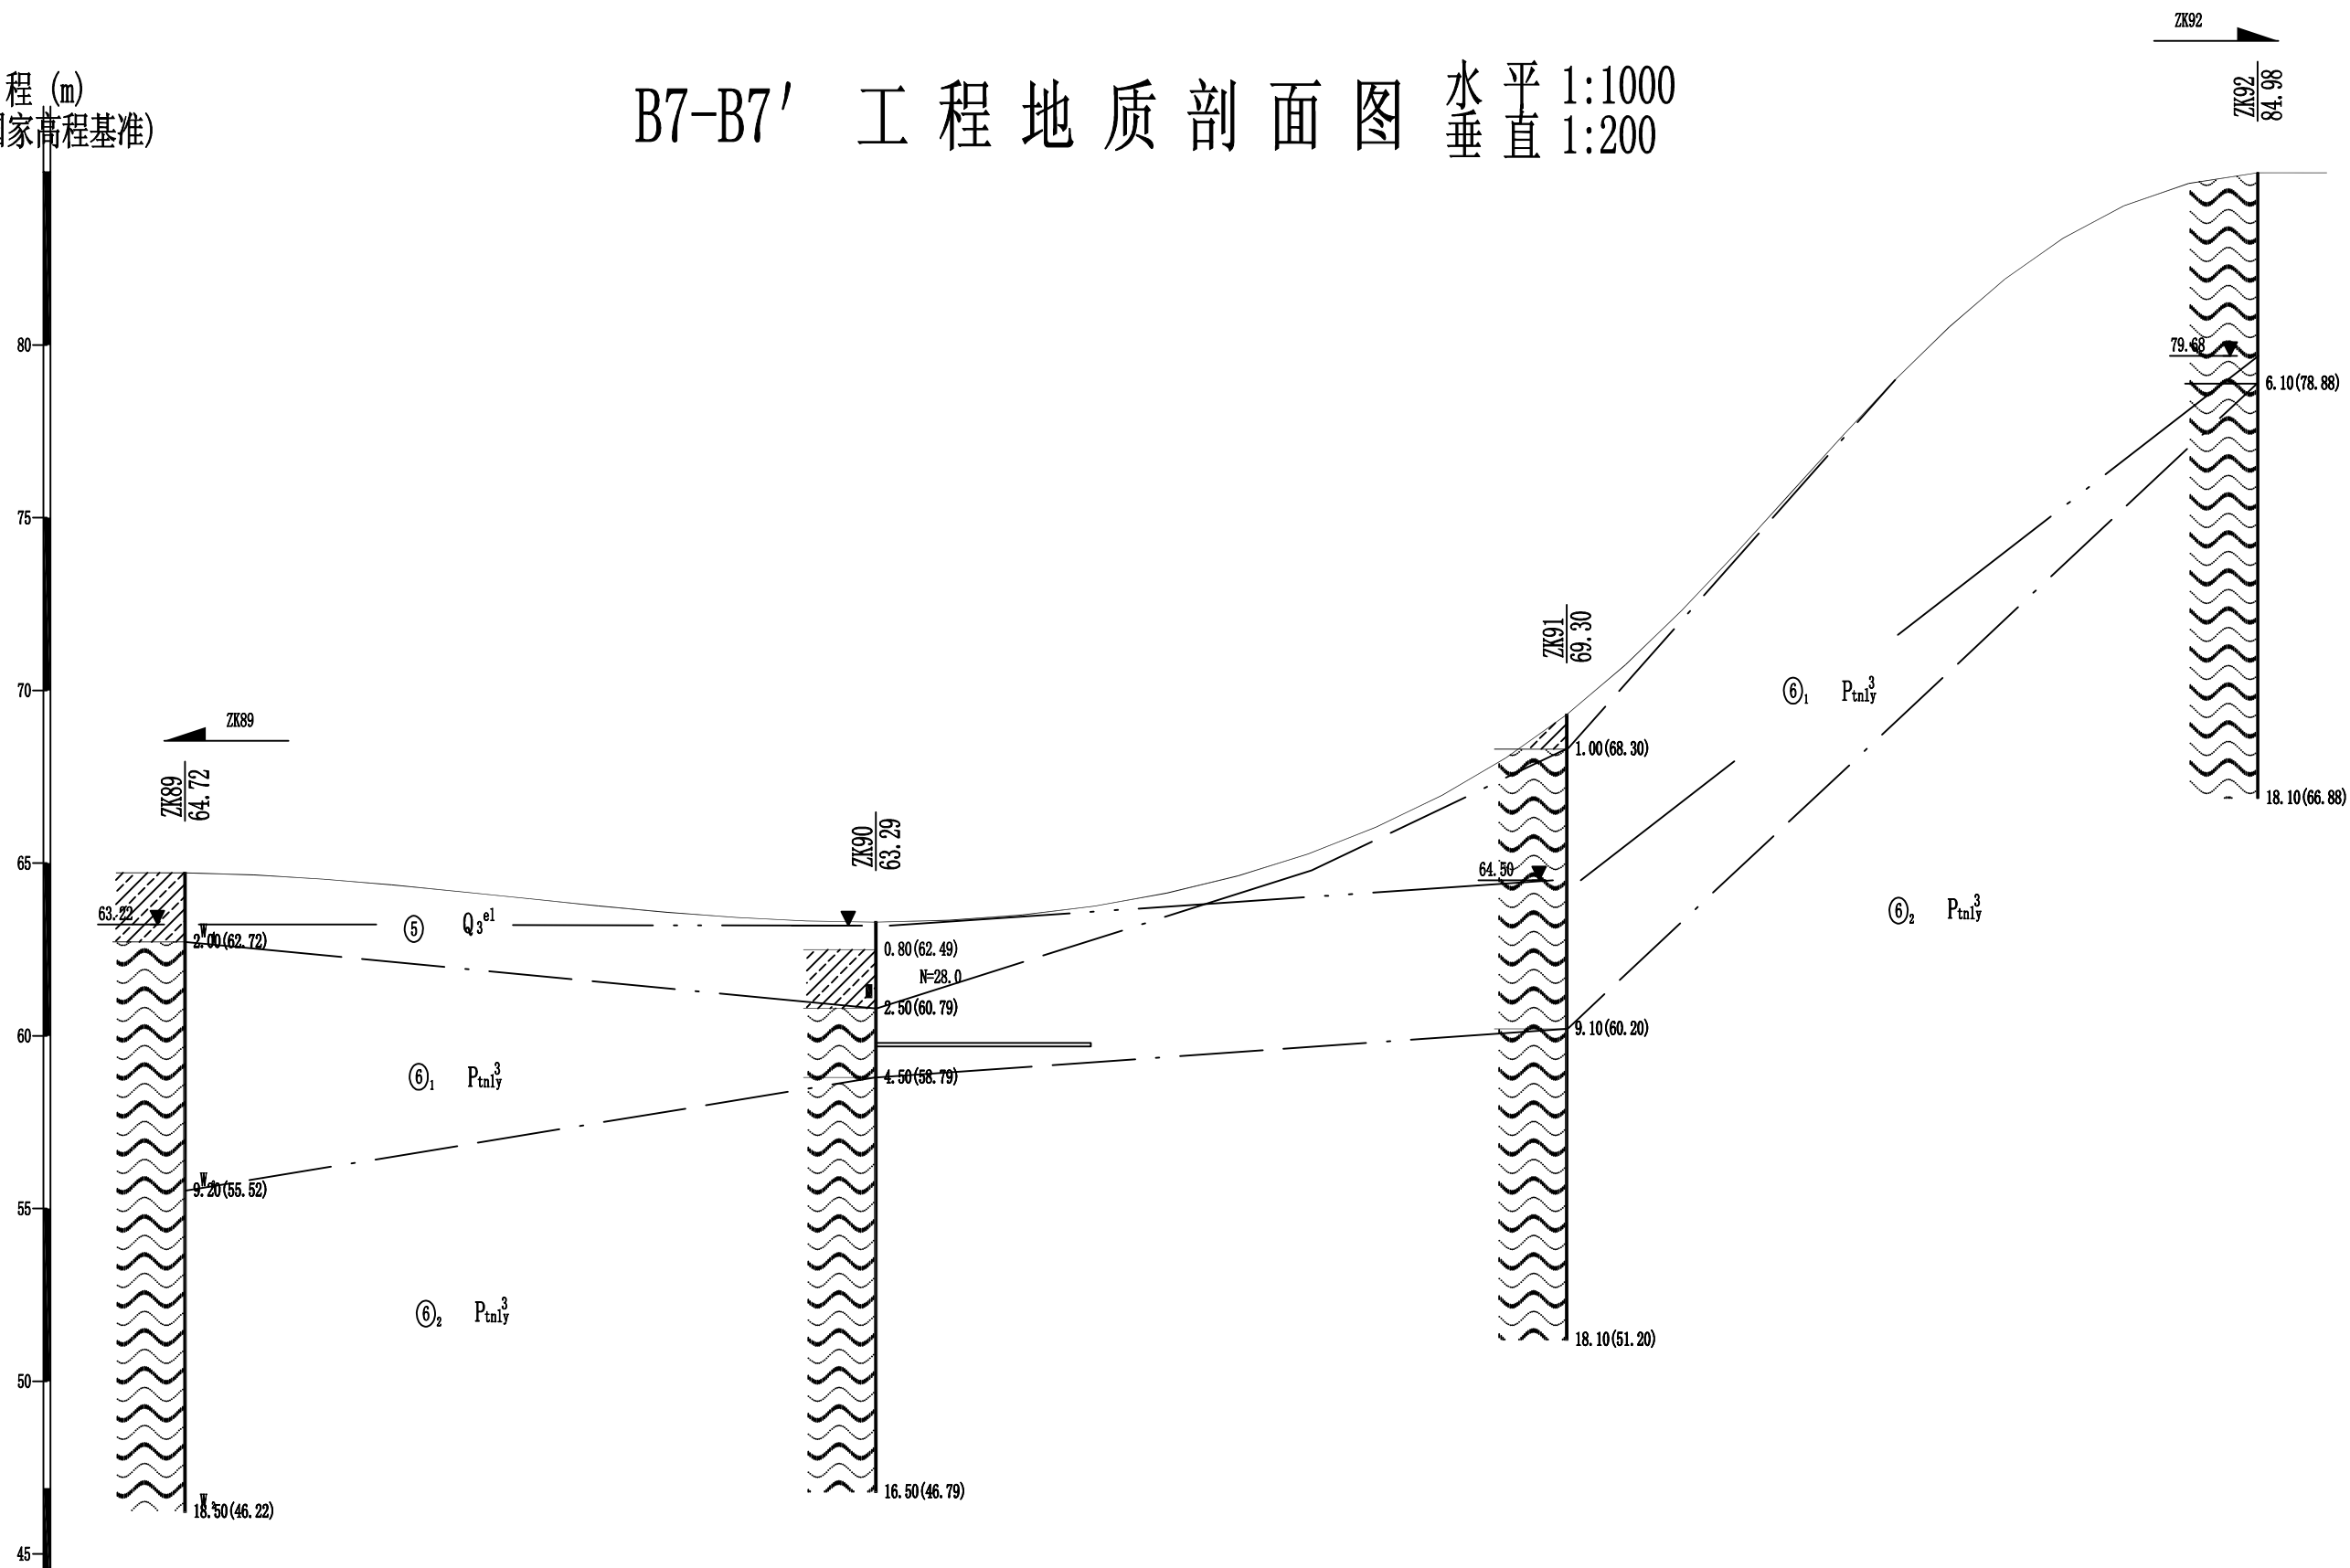 程 (m)
国家高程基准)
B7-B7′ 工程地质剖面图
水平 1:1000
垂直 1:200
ZK92
ZK92
84.98
80
79.68
6.10(78.88)
75
70
ZK91
69.30
⑥₁ Ptnly³
ZK89
1.00(68.30)
18.10(66.88)
ZK89
64.72
ZK90
63.29
65
64.50
63.22
⑤ Q₃ᵉˡ
⑥₂ Ptnly³
W
2.00(62.72)
0.80(62.49)
N=28.0
2.50(60.79)
60
9.10(60.20)
⑥₁ Ptnly³
4.50(58.79)
W
9.20(55.52)
55
⑥₂ Ptnly³
18.10(51.20)
50
16.50(46.79)
W
18.50(46.22)
45